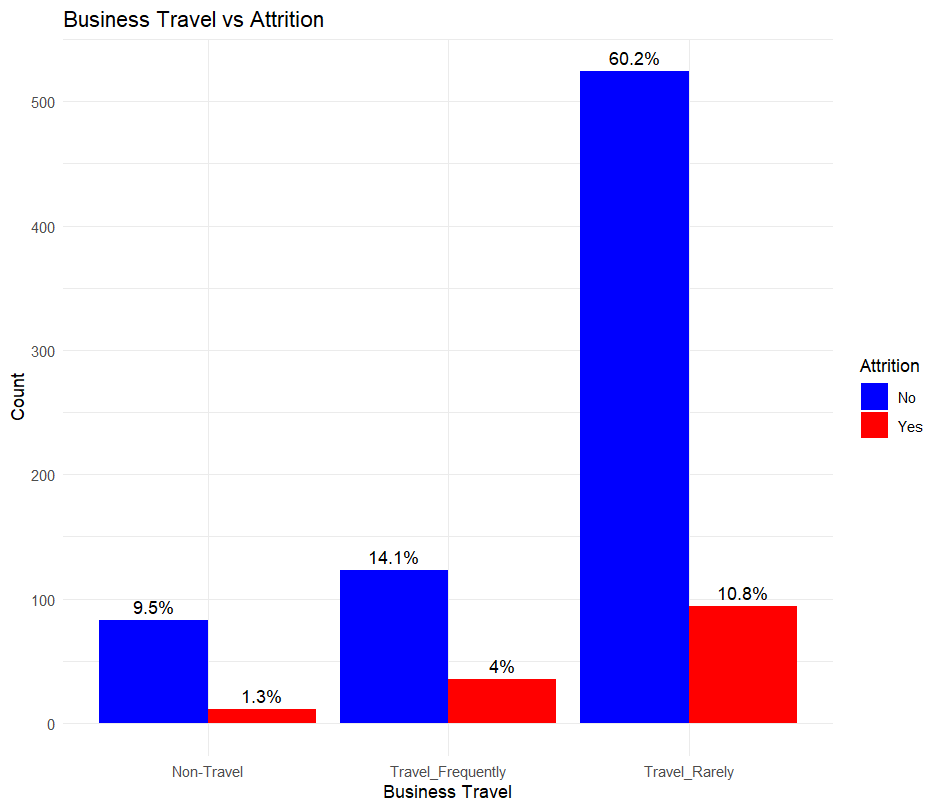 Business Travel vs Attrition
60.2%
500
400
Attrition
300
No
Count
Yes
200
14.1%
100
9.5%
10.8%
4%
1.3%
0
Non-Travel
Travel_Frequently
Travel_Rarely
Business Travel